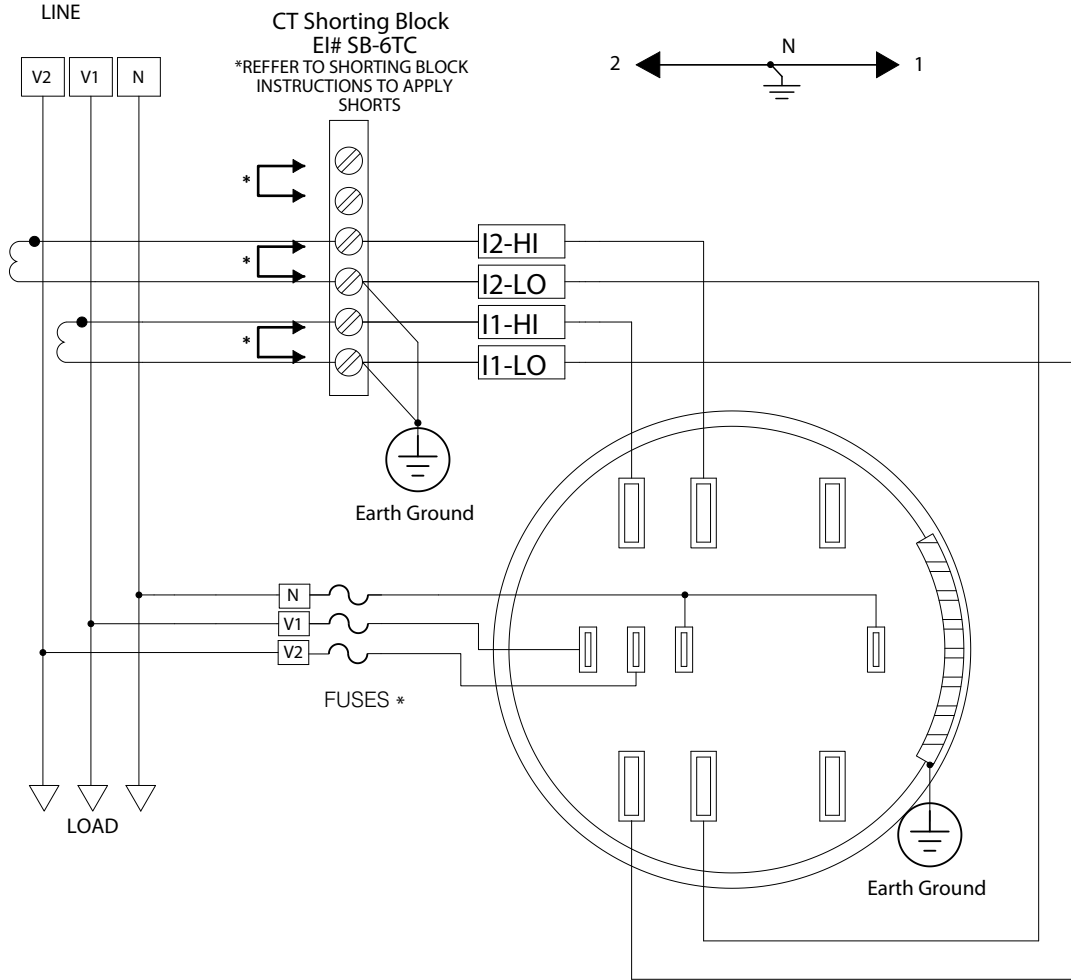 LINE
V2
V1
N
CT Shorting Block
EI# SB-6TC
*REFFER TO SHORTING BLOCK
INSTRUCTIONS TO APPLY
SHORTS
2
N
1
*
*
*
I2-HI
I2-LO
I1-HI
I1-LO
Earth Ground
N
V1
V2
FUSES *
LOAD
Earth Ground